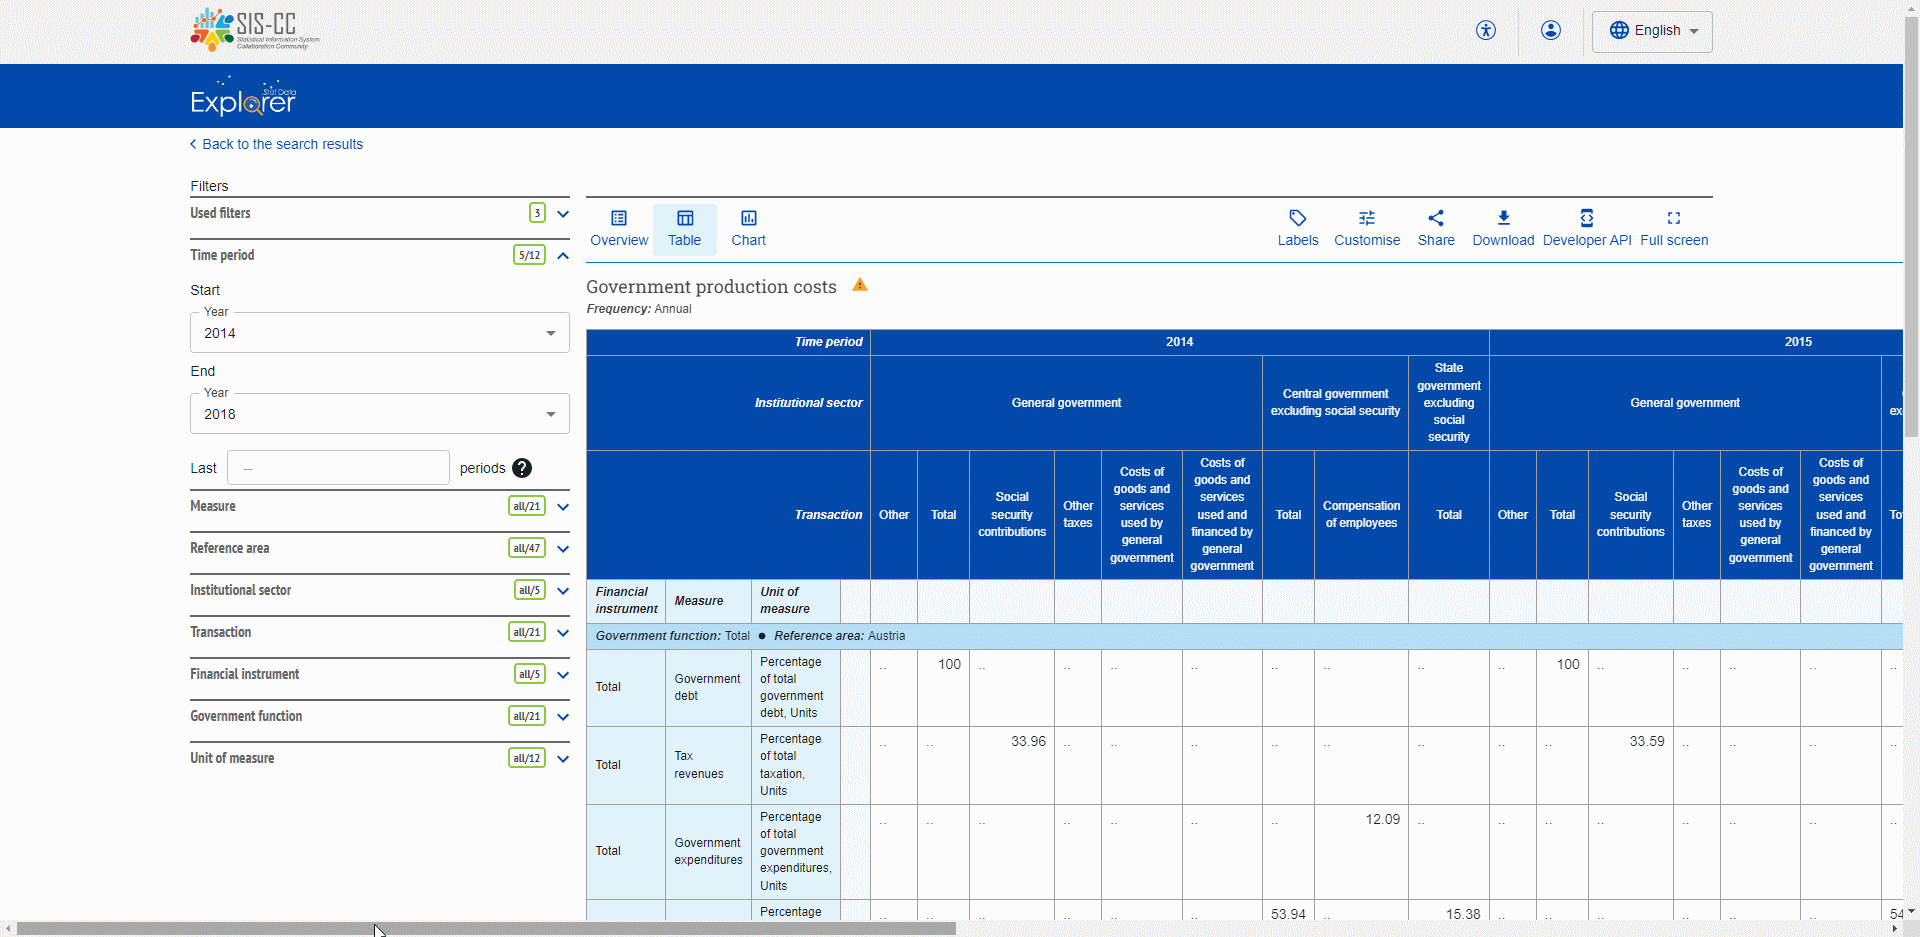 SIS-CC
Statistical Information System
Collaboration Community
English
.Stat Data
Explorer
Back to the search results
Filters
Used filters 3
Time period 5/12
Start
Year
2014
End
Year
2018
Last -- periods ?
Measure all/21
Reference area all/47
Institutional sector all/5
Transaction all/21
Financial instrument all/5
Government function all/21
Unit of measure all/12
Overview Table Chart
Labels Customise Share Download Developer API Full screen
Government production costs
Frequency: Annual
Time period 2014 2015
Institutional sector
General government
Central government
excluding social security
State
government
excluding
social
security
General government
Transaction
Other
Total
Social
security
contributions
Other
taxes
Costs of
goods and
services
used by
general
government
Costs of
goods and
services
used and
financed by
general
government
Total
Compensation
of employees
Total
Other
Total
Social
security
contributions
Other
taxes
Costs of
goods and
services
used by
general
government
Costs of
goods and
services
used and
financed by
general
government
Financial
instrument
Measure
Unit of
measure
Government function: Total ● Reference area: Austria
Total
Government
debt
Percentage
of total
government
debt, Units
.. 100 .. .. .. .. .. .. .. .. 100 .. .. .. .. ..
Total
Tax
revenues
Percentage
of total
taxation,
Units
.. .. 33.96 .. .. .. .. .. .. .. .. 33.59 .. .. .. ..
Total
Government
expenditures
Percentage
of total
government
expenditures,
Units
.. .. .. .. .. .. .. 12.09 .. .. .. .. .. .. .. ..
Percentage
.. .. .. .. .. .. 53.94 .. 15.38 .. .. .. .. .. ..